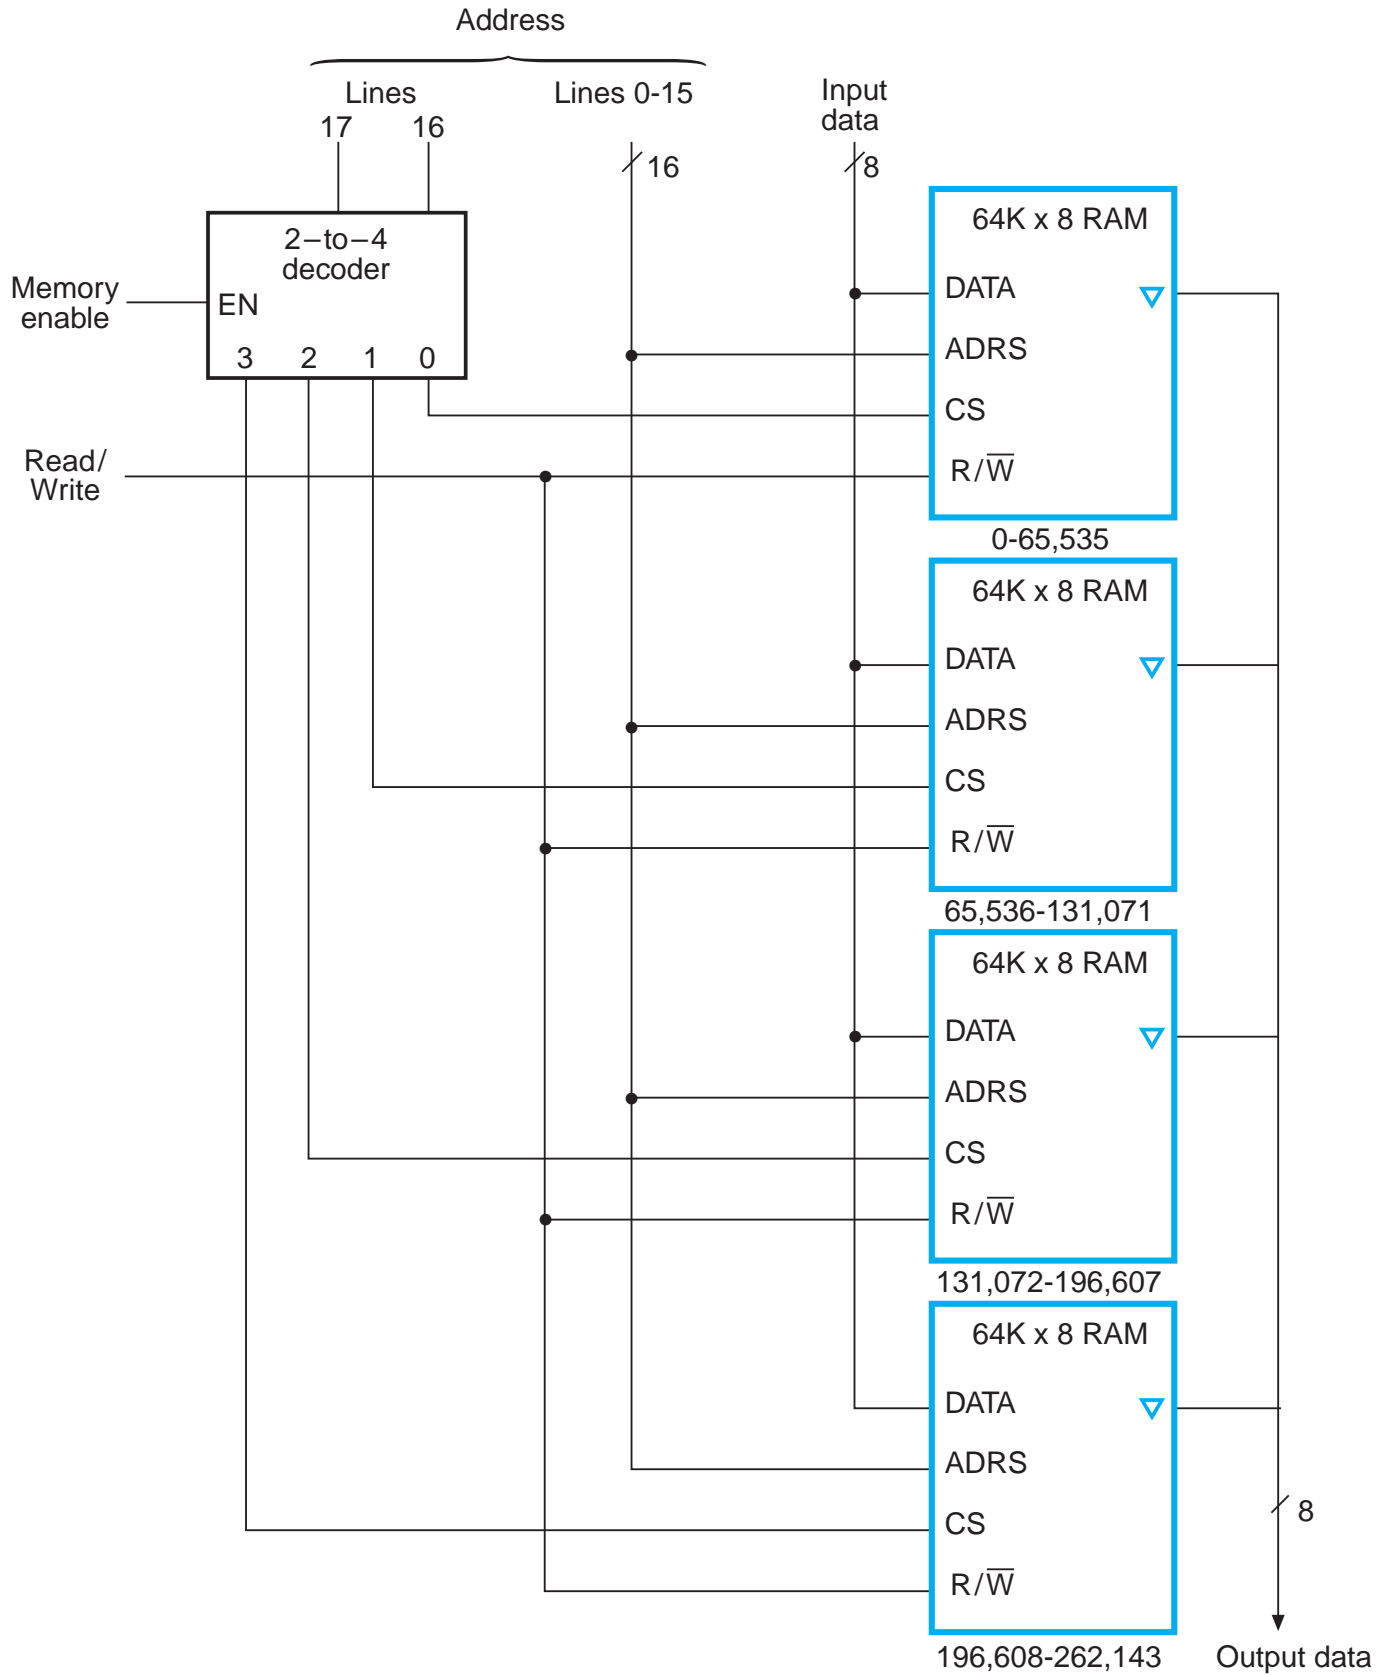 Address
Lines
Lines 0-15
17
16
Input
data
16
8
2–to–4
decoder
Memory
enable
EN
3 2 1 0
Read/
Write
64K x 8 RAM
DATA
ADRS
CS
R/W̅
0-65,535
64K x 8 RAM
DATA
ADRS
CS
R/W̅
65,536-131,071
64K x 8 RAM
DATA
ADRS
CS
R/W̅
131,072-196,607
64K x 8 RAM
DATA
ADRS
CS
R/W̅
196,608-262,143
8
Output data